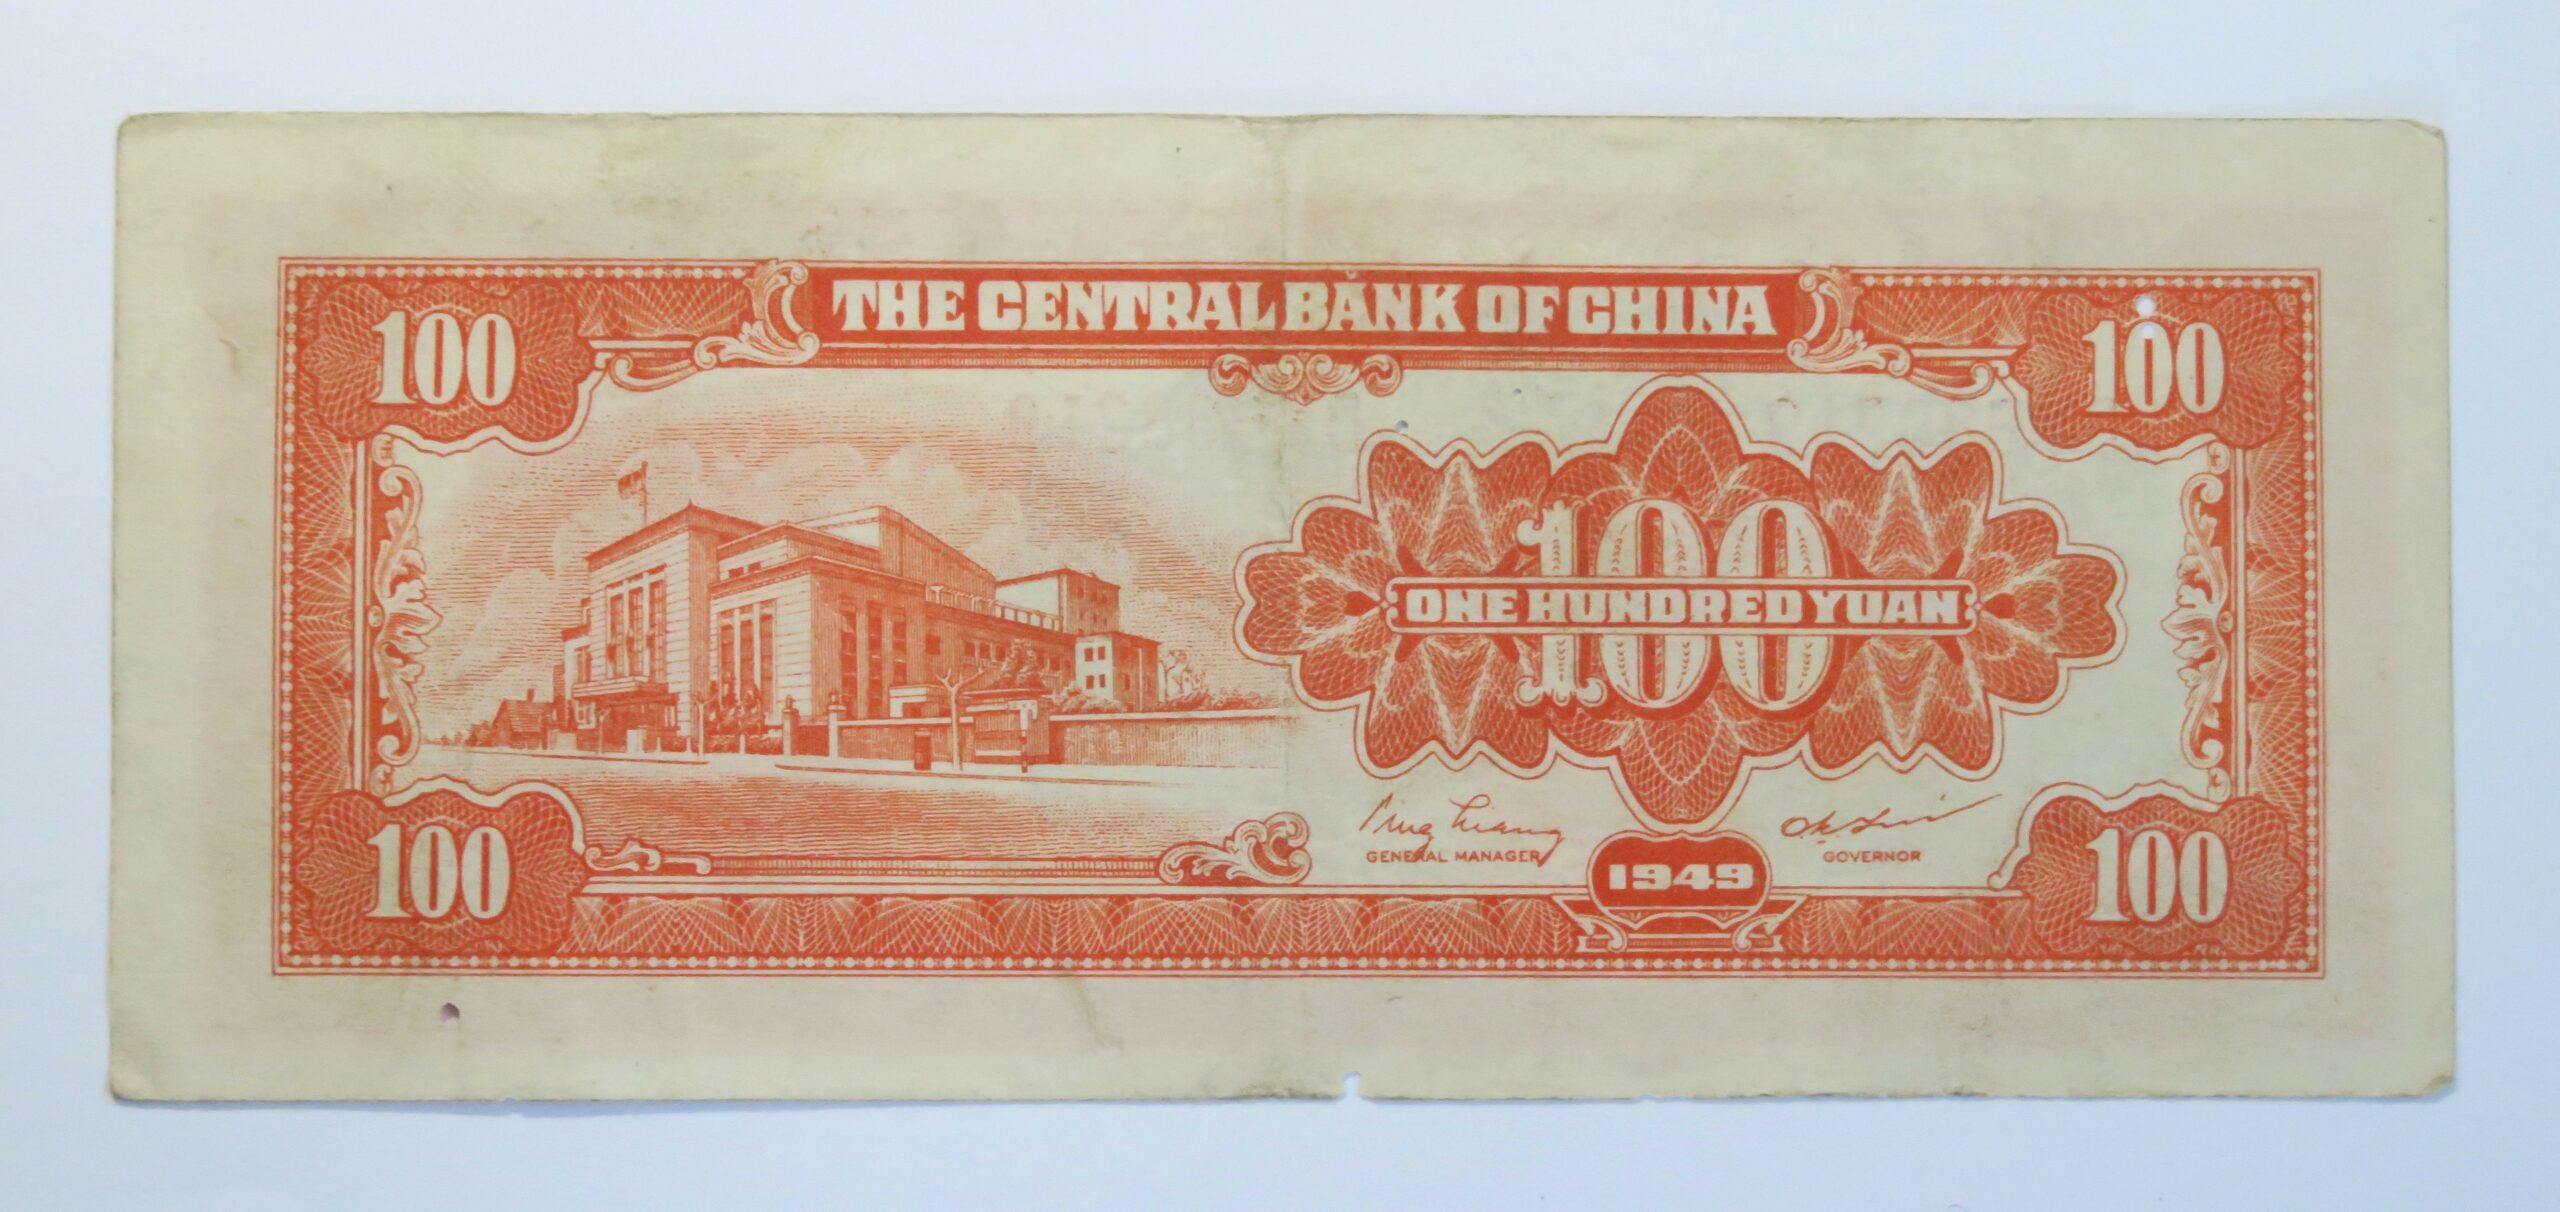 THE CENTRAL BANK OF CHINA
100
100
100
ONE HUNDRED YUAN
GENERAL MANAGER
GOVERNOR
1949
100
100